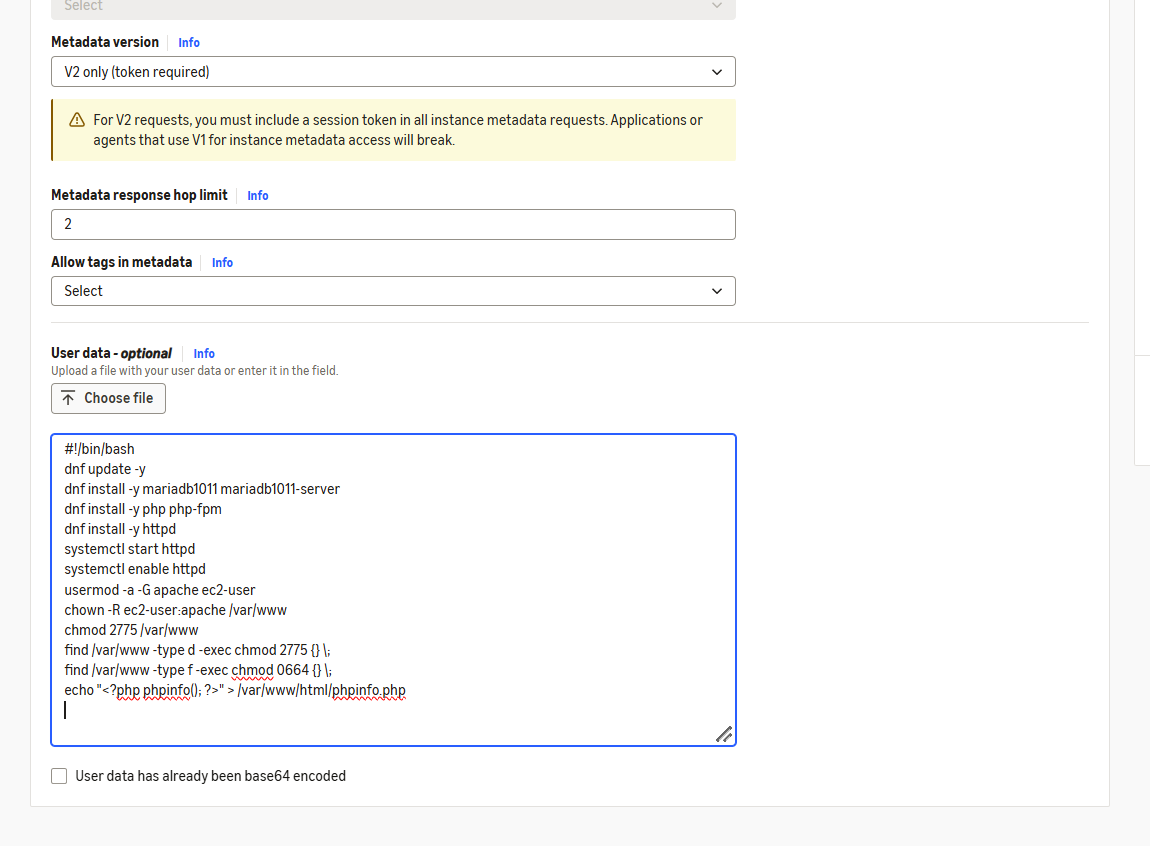 Select
Metadata version Info
V2 only (token required)
For V2 requests, you must include a session token in all instance metadata requests. Applications or
agents that use V1 for instance metadata access will break.
Metadata response hop limit Info
2
Allow tags in metadata Info
Select
User data - optional Info
Upload a file with your user data or enter it in the field.
Choose file
#!/bin/bash
dnf update -y
dnf install -y mariadb1011 mariadb1011-server
dnf install -y php php-fpm
dnf install -y httpd
systemctl start httpd
systemctl enable httpd
usermod -a -G apache ec2-user
chown -R ec2-user:apache /var/www
chmod 2775 /var/www
find /var/www -type d -exec chmod 2775 {} \;
find /var/www -type f -exec chmod 0664 {} \;
echo "<?php phpinfo(); ?>" > /var/www/html/phpinfo.php
User data has already been base64 encoded